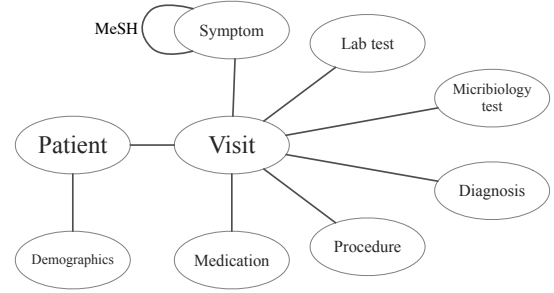 MeSH
Symptom
Lab test
Micribiology
test
Patient
Visit
Diagnosis
Demographics
Medication
Procedure